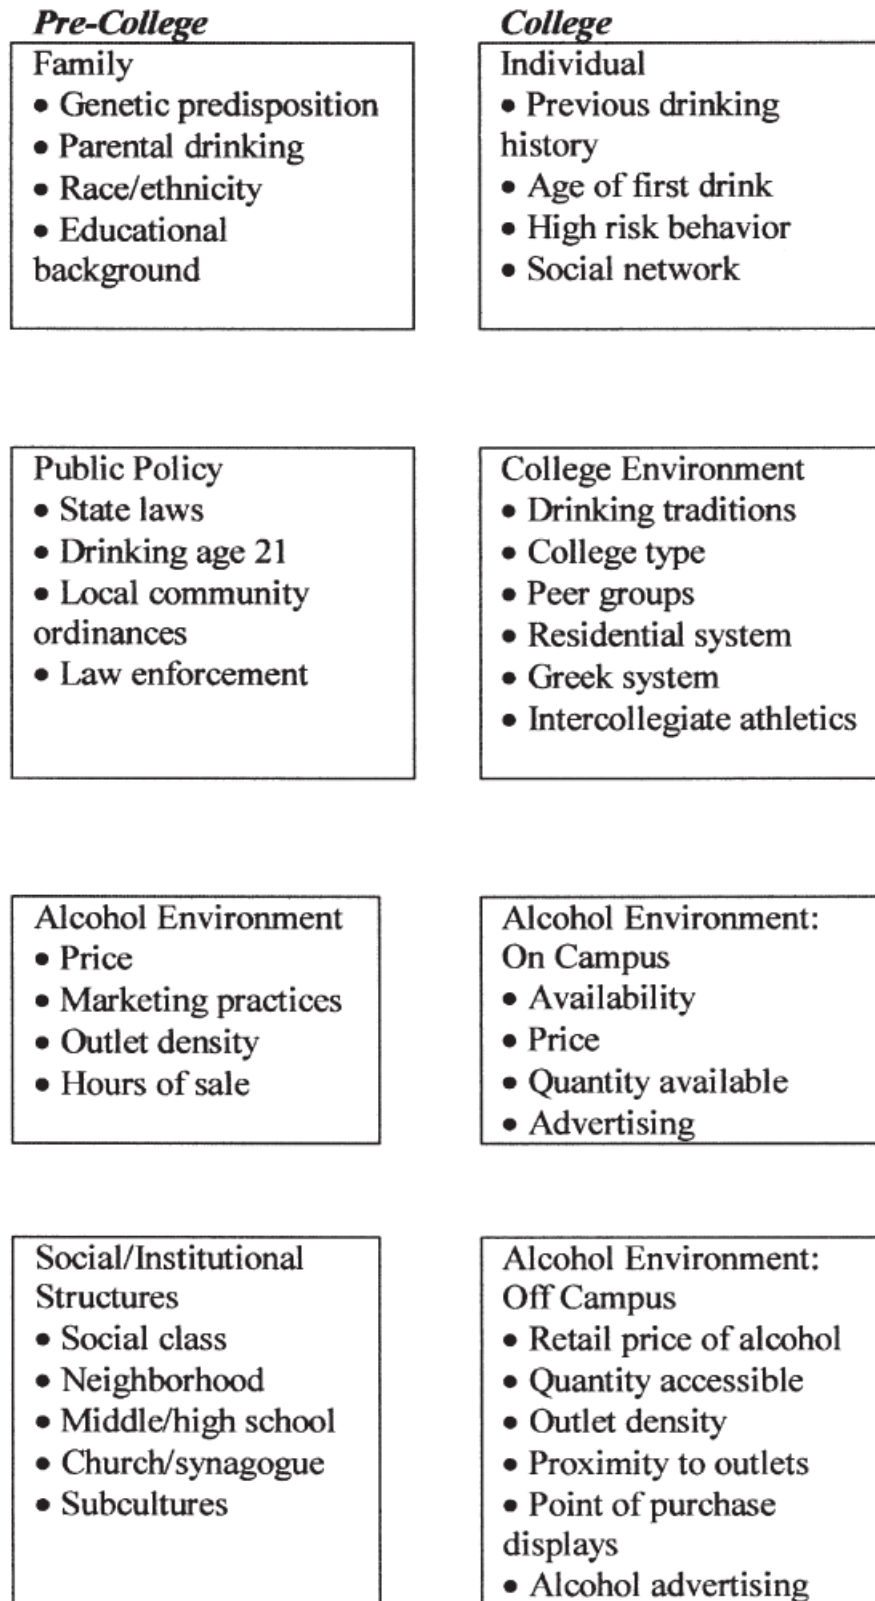 Pre-College
Family
• Genetic predisposition
• Parental drinking
• Race/ethnicity
• Educational
background
Public Policy
• State laws
• Drinking age 21
• Local community
ordinances
• Law enforcement
Alcohol Environment
• Price
• Marketing practices
• Outlet density
• Hours of sale
Social/Institutional
Structures
• Social class
• Neighborhood
• Middle/high school
• Church/synagogue
• Subcultures
College
Individual
• Previous drinking
history
• Age of first drink
• High risk behavior
• Social network
College Environment
• Drinking traditions
• College type
• Peer groups
• Residential system
• Greek system
• Intercollegiate athletics
Alcohol Environment:
On Campus
• Availability
• Price
• Quantity available
• Advertising
Alcohol Environment:
Off Campus
• Retail price of alcohol
• Quantity accessible
• Outlet density
• Proximity to outlets
• Point of purchase
displays
• Alcohol advertising